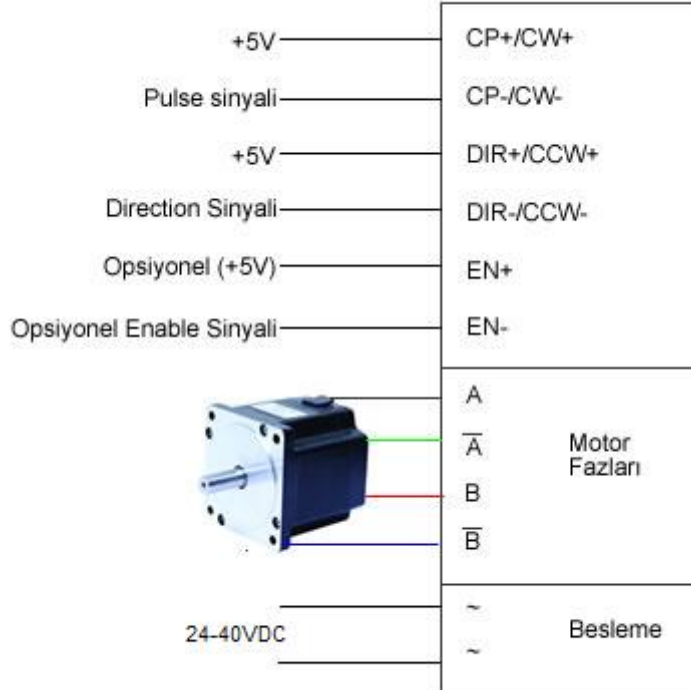 +5V CP+/CW+
Pulse sinyali CP-/CW-
+5V DIR+/CCW+
Direction Sinyali DIR-/CCW-
Opsiyonel (+5V) EN+
Opsiyonel Enable Sinyali EN-
A
A̅
Motor
Fazları
B
B̅
24-40VDC
~
~
Besleme